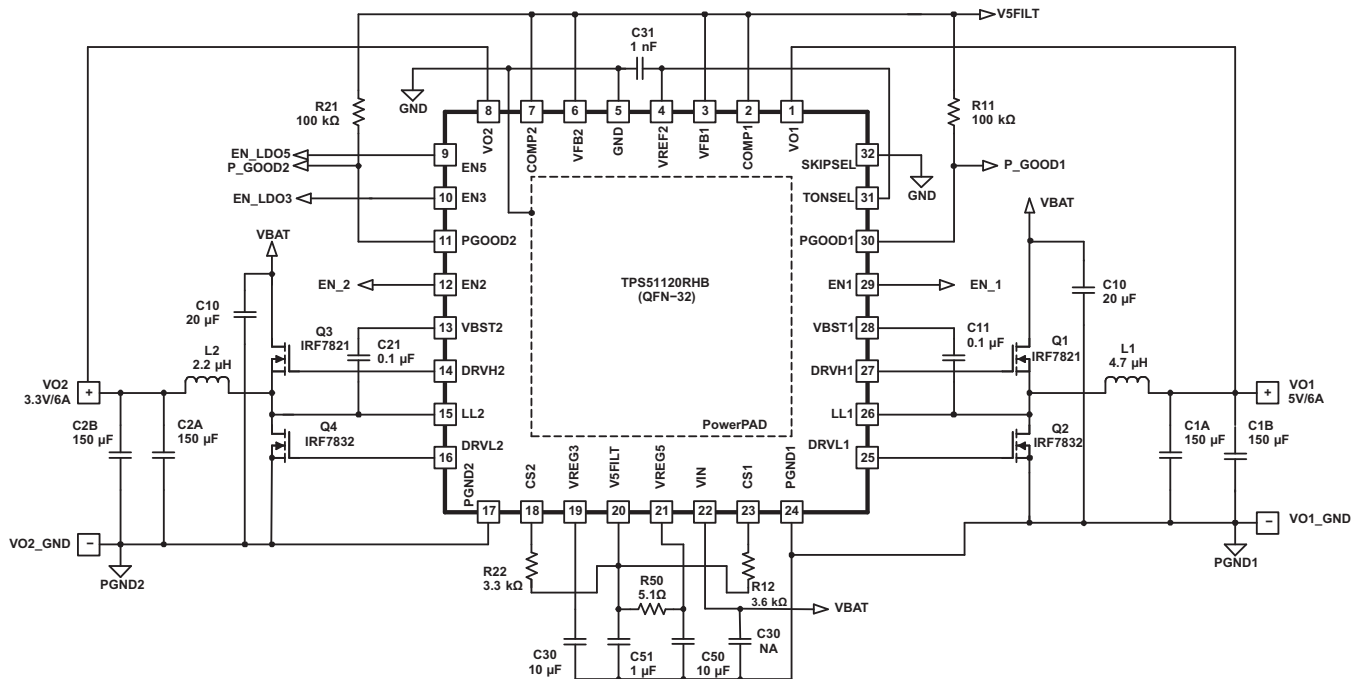 V5FILT
C31
1 nF
GND
R21
100 kΩ
R11
100 kΩ
8 7 6 5 4 3 2 1
VO2
COMP2
VFB2
GND
VREF2
VFB1
COMP1
VO1
EN_LDO5
P_GOOD2
9
EN5
32
SKIPSEL
GND
P_GOOD1
EN_LDO3
10
EN3
31
TONSEL
VBAT
11
PGOOD2
30
PGOOD1
VBAT
TPS51120RHB
(QFN−32)
EN_2
12
EN2
29
EN1
EN_1
C10
20 µF
C10
20 µF
13
VBST2
28
VBST1
Q3
IRF7821
C21
0.1 µF
C11
0.1 µF
Q1
IRF7821
L2
2.2 µH
L1
4.7 µH
14
DRVH2
27
DRVH1
VO2
3.3V/6A
+
VO1
5V/6A
+
15
LL2
26
LL1
C2B
150 µF
C2A
150 µF
Q4
IRF7832
Q2
IRF7832
C1A
150 µF
C1B
150 µF
PowerPAD
16
DRVL2
25
DRVL1
PGND2
CS2
VREG3
V5FILT
VREG5
VIN
CS1
PGND1
17 18 19 20 21 22 23 24
VO2_GND
−
PGND2
VO1_GND
−
PGND1
R22
3.3 kΩ
R50
5.1Ω
R12
3.6 kΩ
VBAT
C30
10 µF
C51
1 µF
C50
10 µF
C30
NA